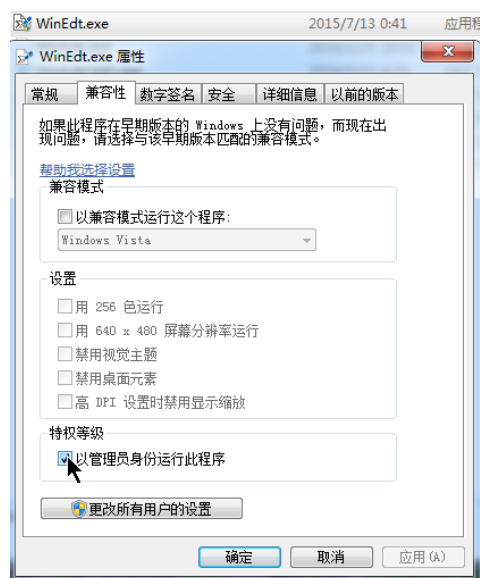 WinEdt.exe 2015/7/13 0:41 应用程
WinEdt.exe 属性
常规 兼容性 数字签名 安全 详细信息 以前的版本
如果此程序在早期版本的 Windows 上没有问题，而现在出
现问题，请选择与该早期版本匹配的兼容模式。
帮助我选择设置
兼容模式
以兼容模式运行这个程序:
Windows Vista
设置
用 256 色运行
用 640 x 480 屏幕分辨率运行
禁用视觉主题
禁用桌面元素
高 DPI 设置时禁用显示缩放
特权等级
以管理员身份运行此程序
更改所有用户的设置
确定 取消 应用(A)